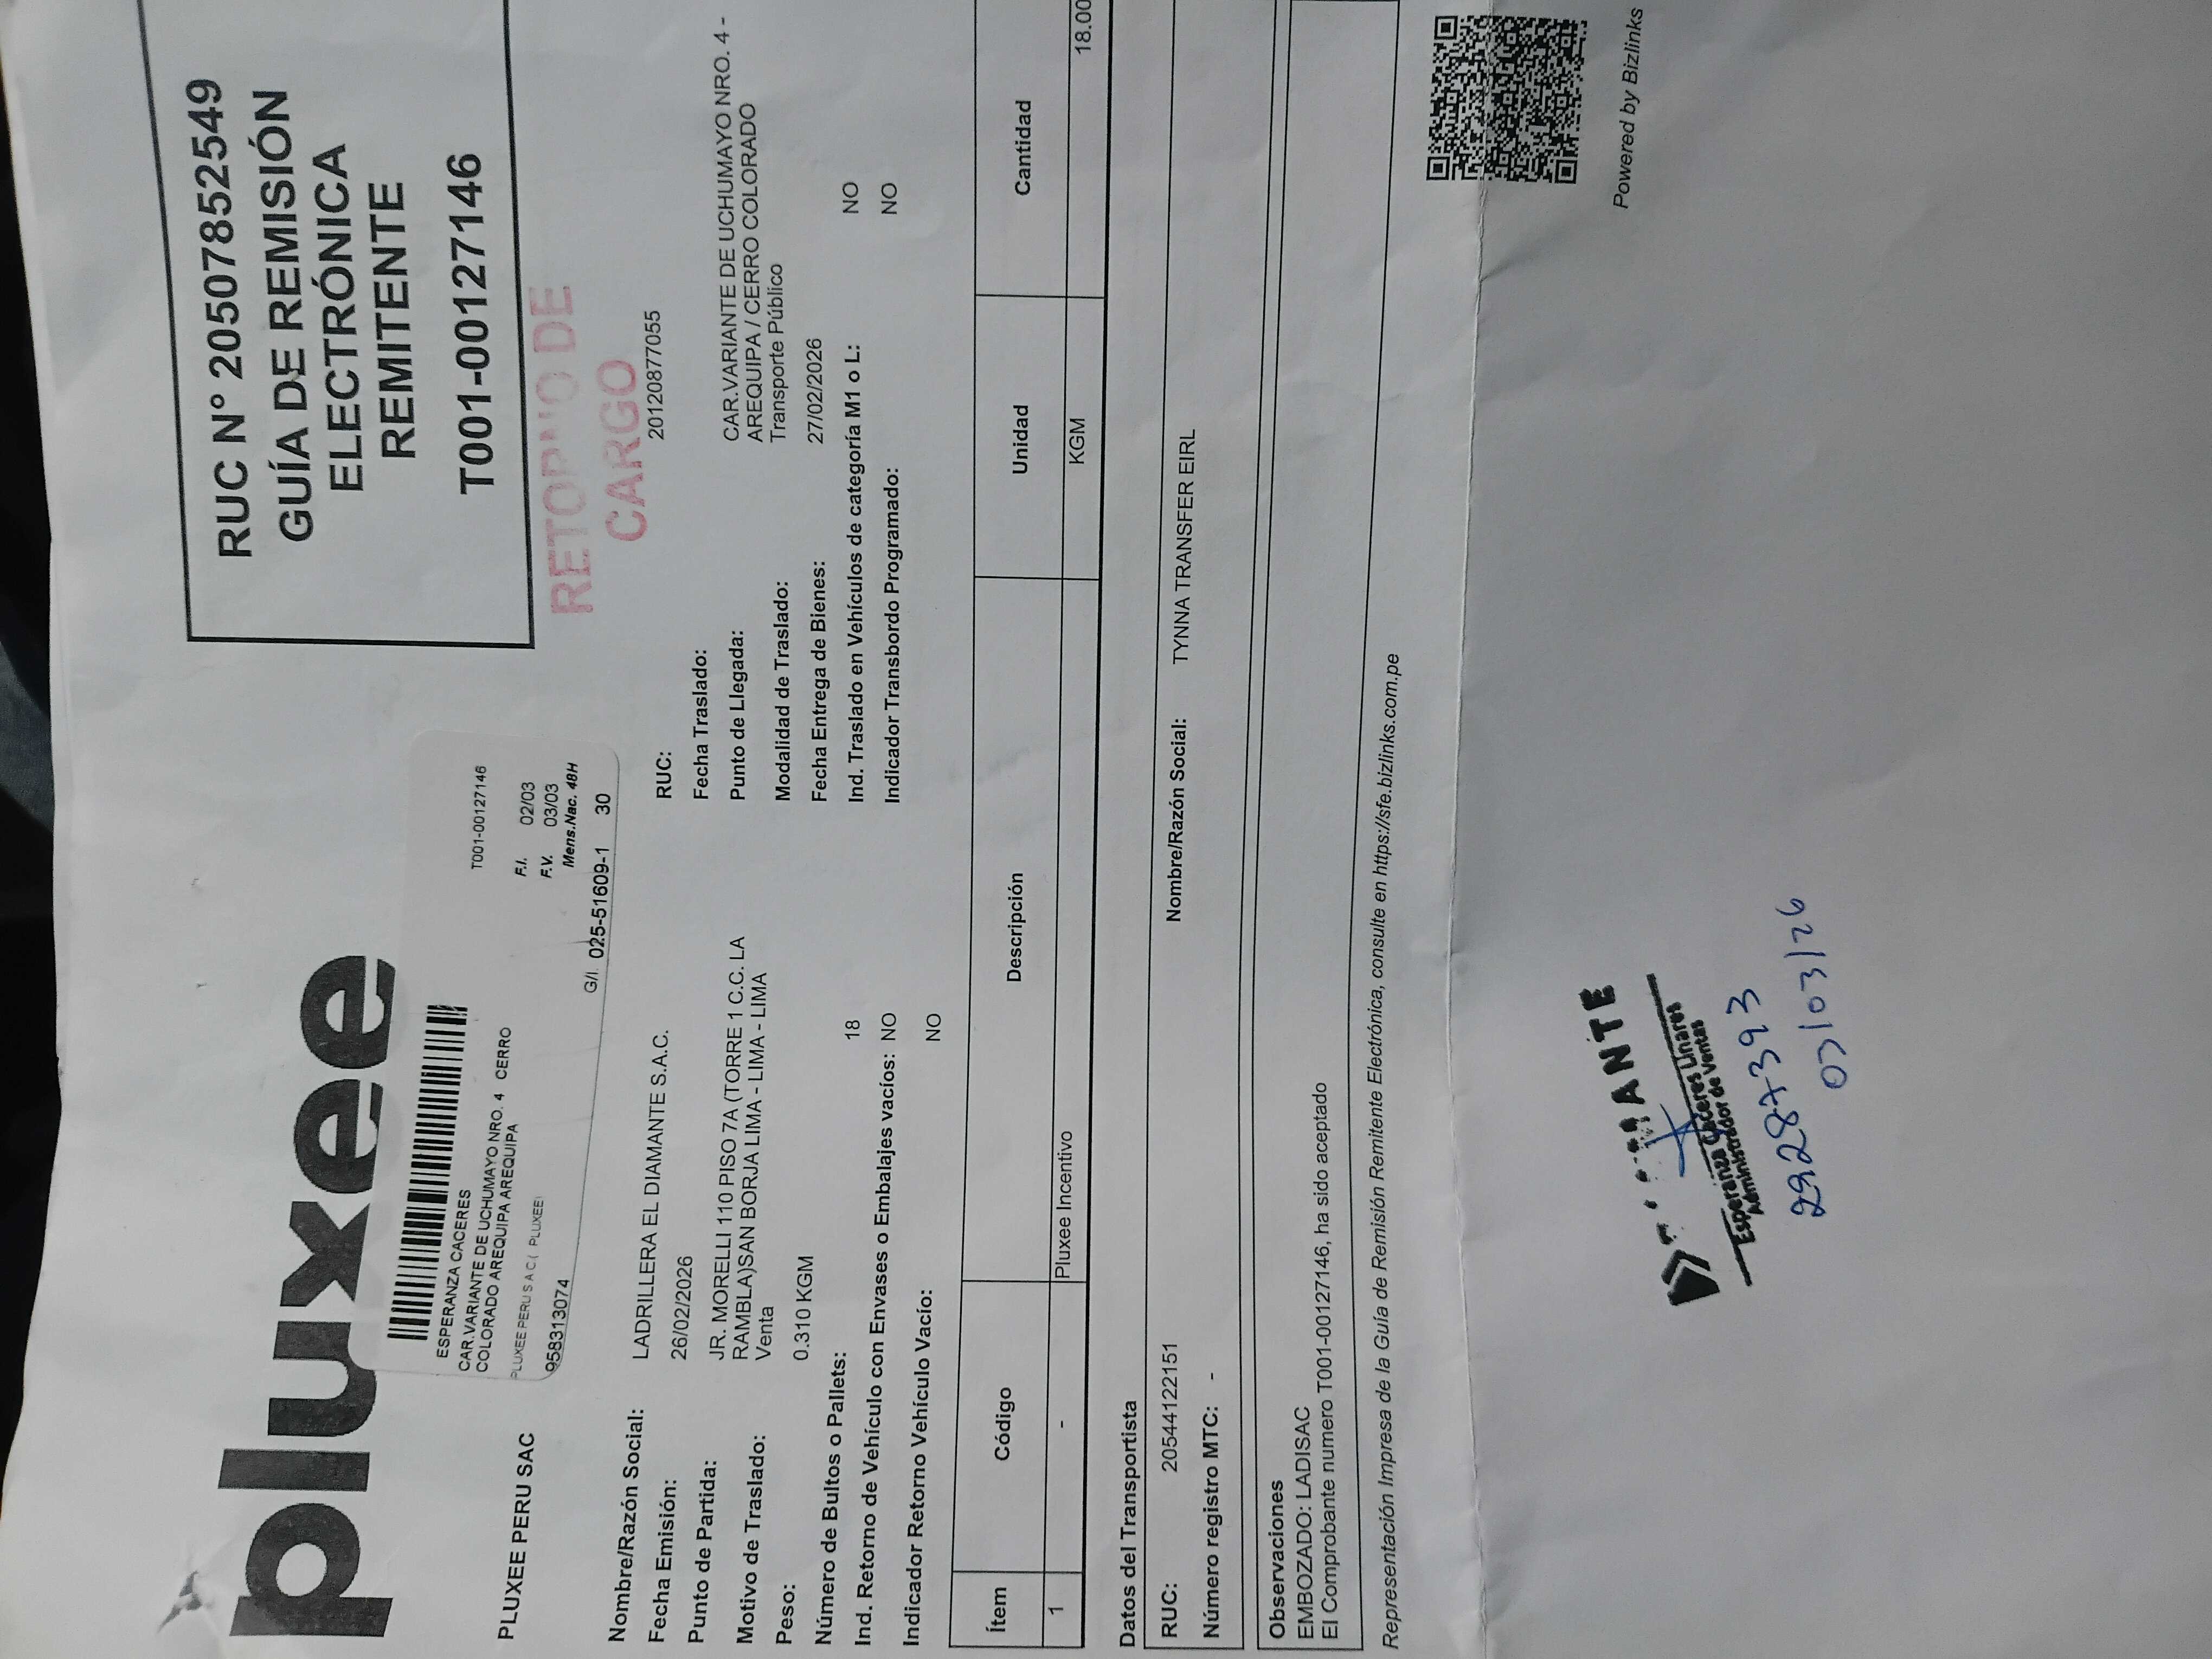 pluxee
RUC N° 20507852549
GUÍA DE REMISIÓN
ELECTRÓNICA
REMITENTE
T001-00127146
ESPERANZA CACERES
CAR.VARIANTE DE UCHUMAYO NRO. 4 CERRO
COLORADO AREQUIPA AREQUIPA
T001-00127146
F.I. 02/03
F.V. 03/03
Mens.Nac. 48H
PLUXEE PERU S A C ( PLUXEE)
958313074
G/I. 025-51609-1 30
PLUXEE PERU SAC
RETORNO DE
CARGO
Nombre/Razón Social: LADRILLERA EL DIAMANTE S.A.C. RUC: 20120877055
Fecha Emisión: 26/02/2026 Fecha Traslado:
Punto de Partida: JR. MORELLI 110 PISO 7A (TORRE 1 C.C. LA
RAMBLA)SAN BORJA LIMA - LIMA - LIMA
Punto de Llegada: CAR.VARIANTE DE UCHUMAYO NRO. 4 -
AREQUIPA / CERRO COLORADO
Motivo de Traslado: Venta Modalidad de Traslado: Transporte Público
Peso: 0.310 KGM Fecha Entrega de Bienes: 27/02/2026
Número de Bultos o Pallets: 18 Ind. Traslado en Vehículos de categoría M1 o L: NO
Ind. Retorno de Vehículo con Envases o Embalajes vacíos: NO Indicador Transbordo Programado: NO
Indicador Retorno Vehículo Vacío: NO
Ítem Código Descripción Unidad Cantidad
1 - Pluxee Incentivo KGM 18.00
Datos del Transportista
RUC: 20544122151 Nombre/Razón Social: TYNNA TRANSFER EIRL
Número registro MTC: -
Observaciones
EMBOZADO: LADISAC
El Comprobante numero T001-00127146, ha sido aceptado
Representación Impresa de la Guía de Remisión Remitente Electrónica, consulte en https://sfe.bizlinks.com.pe
Powered by Bizlinks
Esperanza Cáceres Linares
Administrador de Ventas
29287393
03/03/26